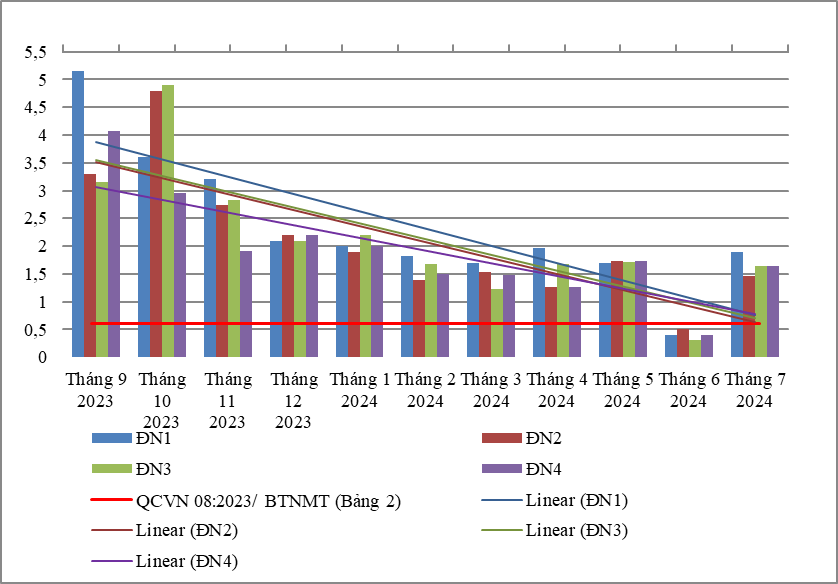 5,5
5
4,5
4
3,5
3
2,5
2
1,5
1
0,5
0
Tháng 9 2023
Tháng 10 2023
Tháng 11 2023
Tháng 12 2023
Tháng 1 2024
Tháng 2 2024
Tháng 3 2024
Tháng 4 2024
Tháng 5 2024
Tháng 6 2024
Tháng 7 2024
ĐN1
ĐN2
ĐN3
ĐN4
QCVN 08:2023/ BTNMT (Bảng 2)
Linear (ĐN1)
Linear (ĐN2)
Linear (ĐN3)
Linear (ĐN4)